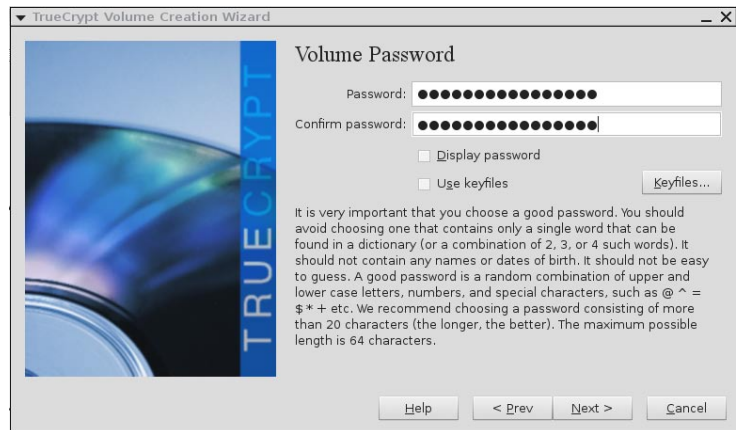 TrueCrypt Volume Creation Wizard
TRUECRYPT
Volume Password
Password: ●●●●●●●●●●●●●●●●
Confirm password: ●●●●●●●●●●●●●●●●
Display password
Use keyfiles
Keyfiles...
It is very important that you choose a good password. You should
avoid choosing one that contains only a single word that can be
found in a dictionary (or a combination of 2, 3, or 4 such words). It
should not contain any names or dates of birth. It should not be easy
to guess. A good password is a random combination of upper and
lower case letters, numbers, and special characters, such as @ ^ =
$ * + etc. We recommend choosing a password consisting of more
than 20 characters (the longer, the better). The maximum possible
length is 64 characters.
Help
< Prev
Next >
Cancel